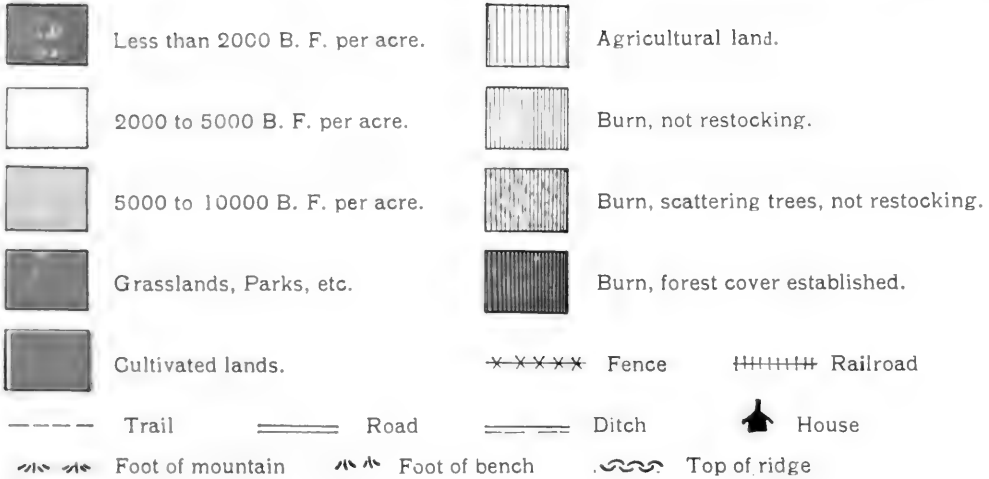 Less than 2000 B. F. per acre.
2000 to 5000 B. F. per acre.
5000 to 10000 B. F. per acre.
Grasslands, Parks, etc.
Cultivated lands.
Agricultural land.
Burn, not restocking.
Burn, scattering trees, not restocking.
Burn, forest cover established.
Fence Railroad
Trail Road Ditch House
Foot of mountain Foot of bench Top of ridge